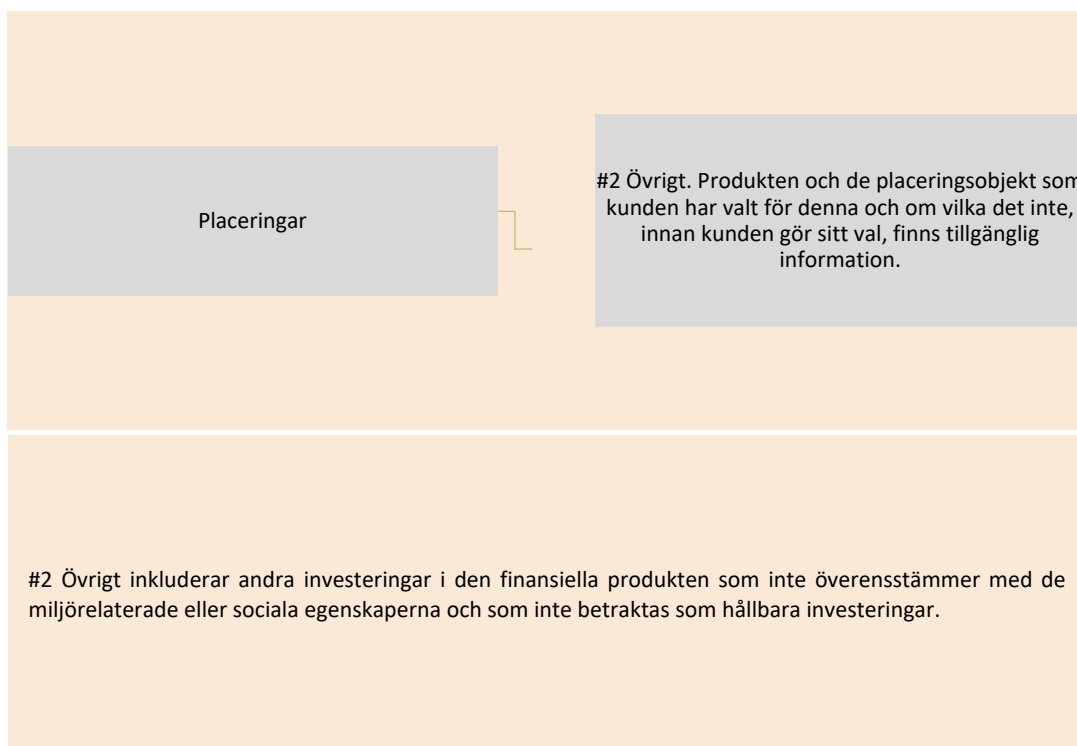 Placeringar
#2 Övrigt. Produkten och de placeringsobjekt som
kunden har valt för denna och om vilka det inte,
innan kunden gör sitt val, finns tillgänglig
information.
#2 Övrigt inkluderar andra investeringar i den finansiella produkten som inte överensstämmer med de
miljörelaterade eller sociala egenskaperna och som inte betraktas som hållbara investeringar.